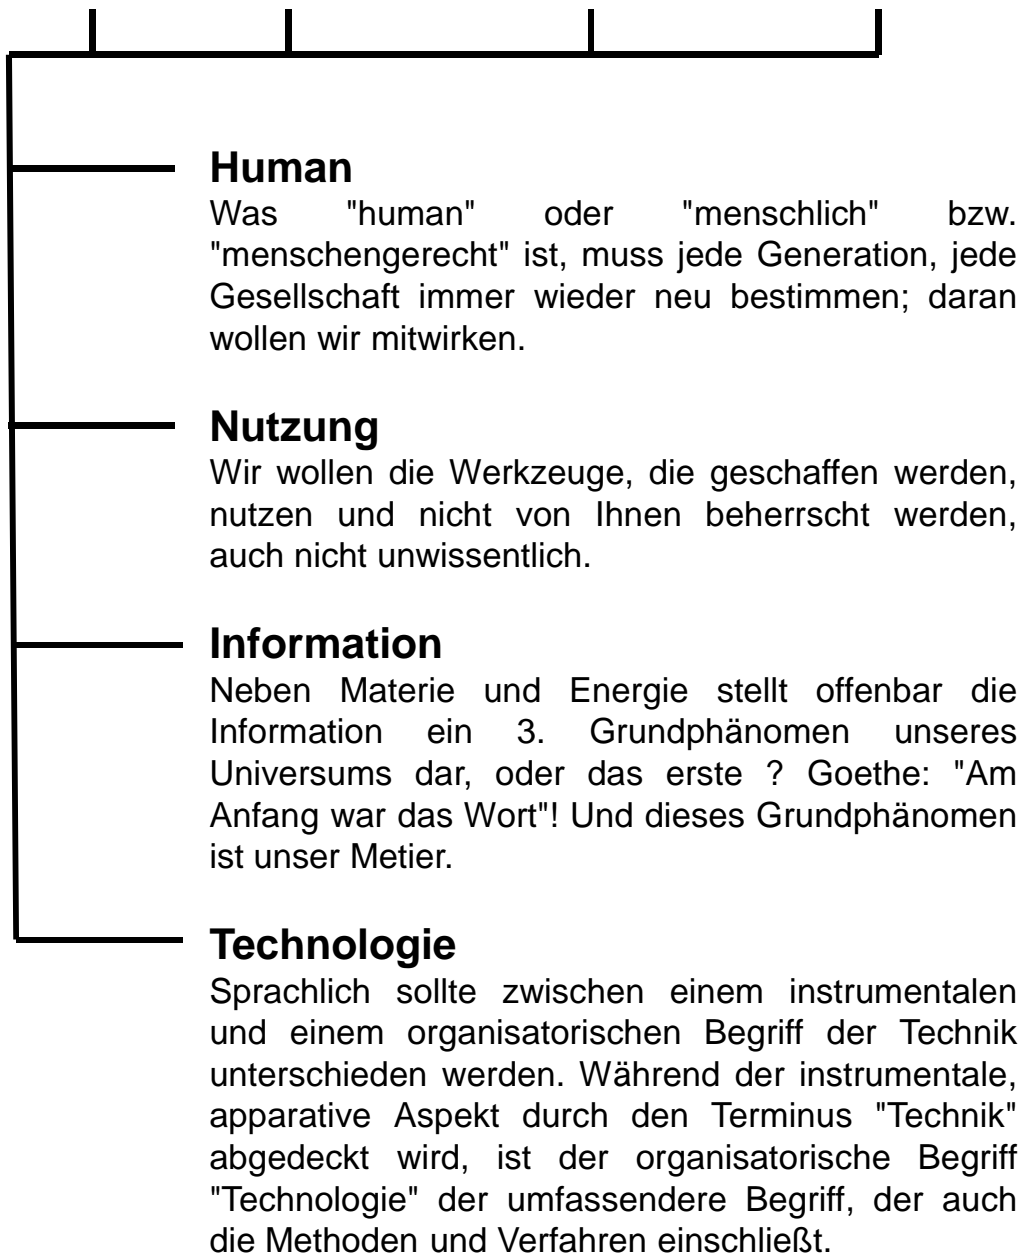 Human
Was "human" oder "menschlich" bzw.
"menschengerecht" ist, muss jede Generation, jede
Gesellschaft immer wieder neu bestimmen; daran
wollen wir mitwirken.
Nutzung
Wir wollen die Werkzeuge, die geschaffen werden,
nutzen und nicht von Ihnen beherrscht werden,
auch nicht unwissentlich.
Information
Neben Materie und Energie stellt offenbar die
Information ein 3. Grundphänomen unseres
Universums dar, oder das erste ? Goethe: "Am
Anfang war das Wort"! Und dieses Grundphänomen
ist unser Metier.
Technologie
Sprachlich sollte zwischen einem instrumentalen
und einem organisatorischen Begriff der Technik
unterschieden werden. Während der instrumentale,
apparative Aspekt durch den Terminus "Technik"
abgedeckt wird, ist der organisatorische Begriff
"Technologie" der umfassendere Begriff, der auch
die Methoden und Verfahren einschließt.